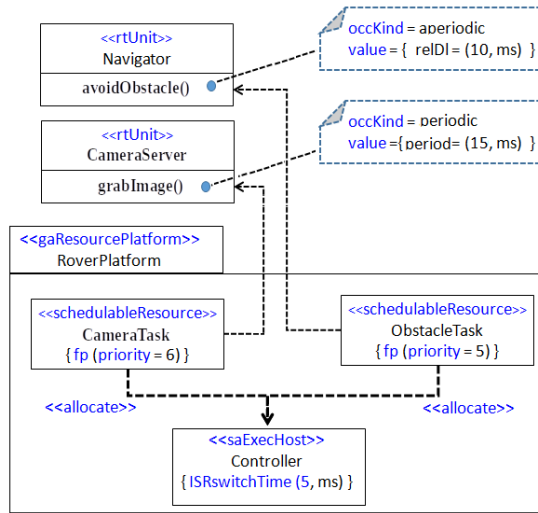 <<rtUnit>>
Navigator
avoidObstacle()
occKind = aperiodic
value = { relDl= (10, ms) }
<<rtUnit>>
CameraServer
grabImage()
occKind = periodic
value ={period= (15, ms) }
<<gaResourcePlatform>>
RoverPlatform
<<schedulableResource>>
CameraTask
{ fp (priority = 6) }
<<schedulableResource>>
ObstacleTask
{ fp (priority = 5) }
<<allocate>>
<<allocate>>
<<saExecHost>>
Controller
{ ISRswitchTime (5, ms) }